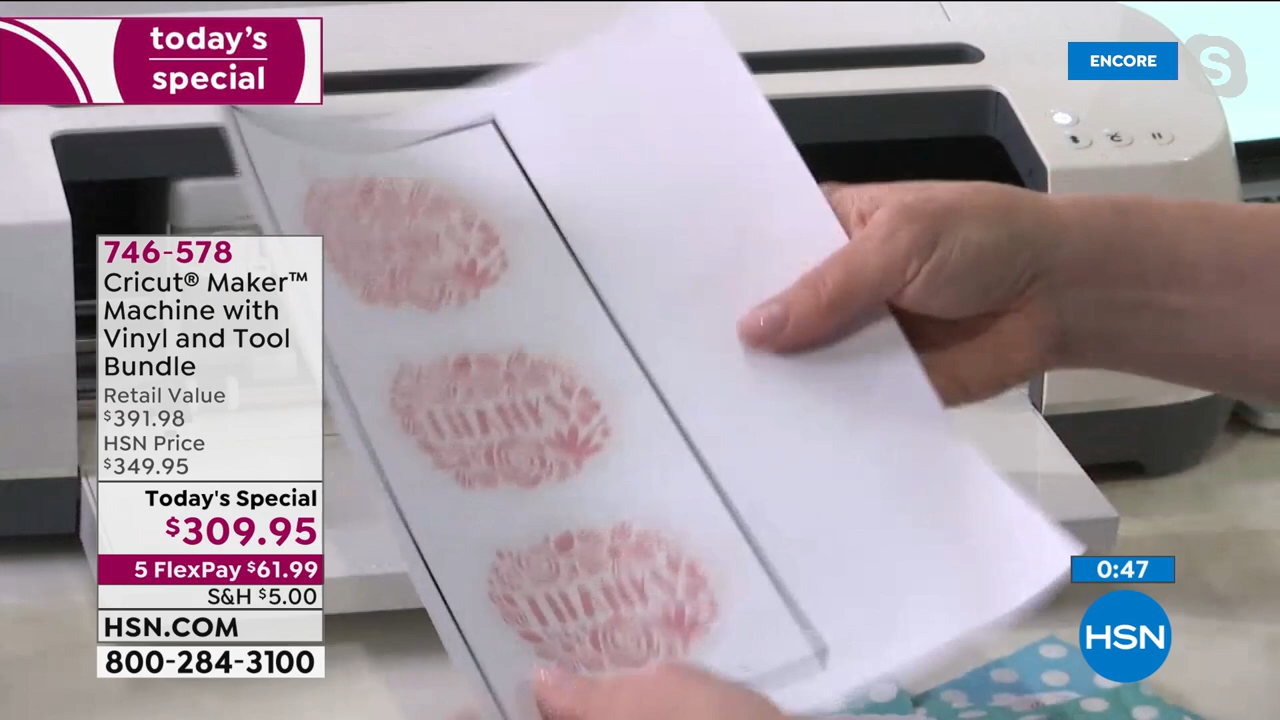 today's
special
ENCORE
S
746-578
Cricut® Maker™
Machine with
Vinyl and Tool
Bundle
Retail Value
$391.98
HSN Price
$349.95
Today's Special
$309.95
5 FlexPay $61.99
S&H $5.00
HSN.COM
800-284-3100
THANKS
THANKS
0:47
HSN